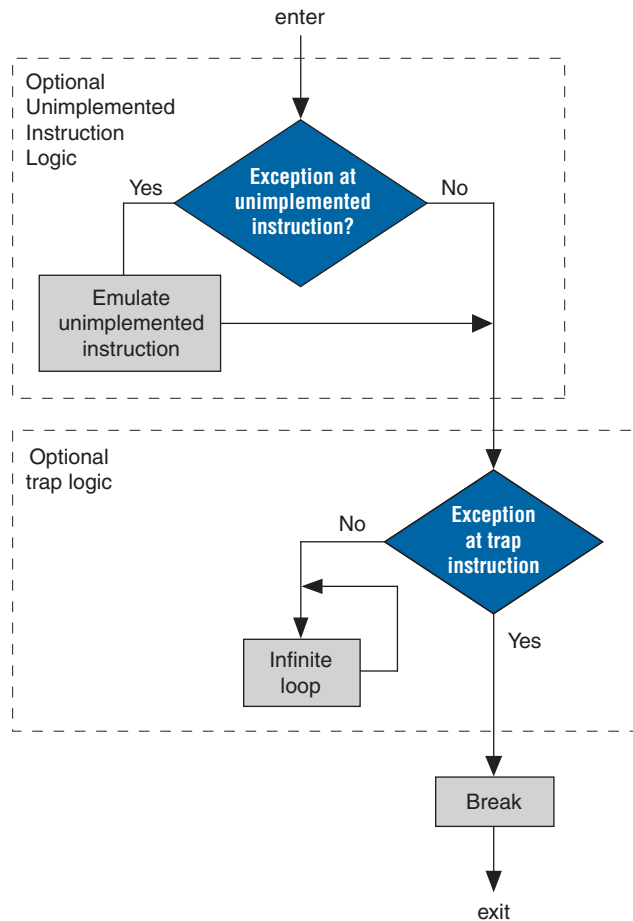 enter
Optional
Unimplemented
Instruction
Logic
Yes
Exception at
unimplemented
instruction?
No
Emulate
unimplemented
instruction
Optional
trap logic
No
Exception
at trap
instruction
Yes
Infinite
loop
Break
exit